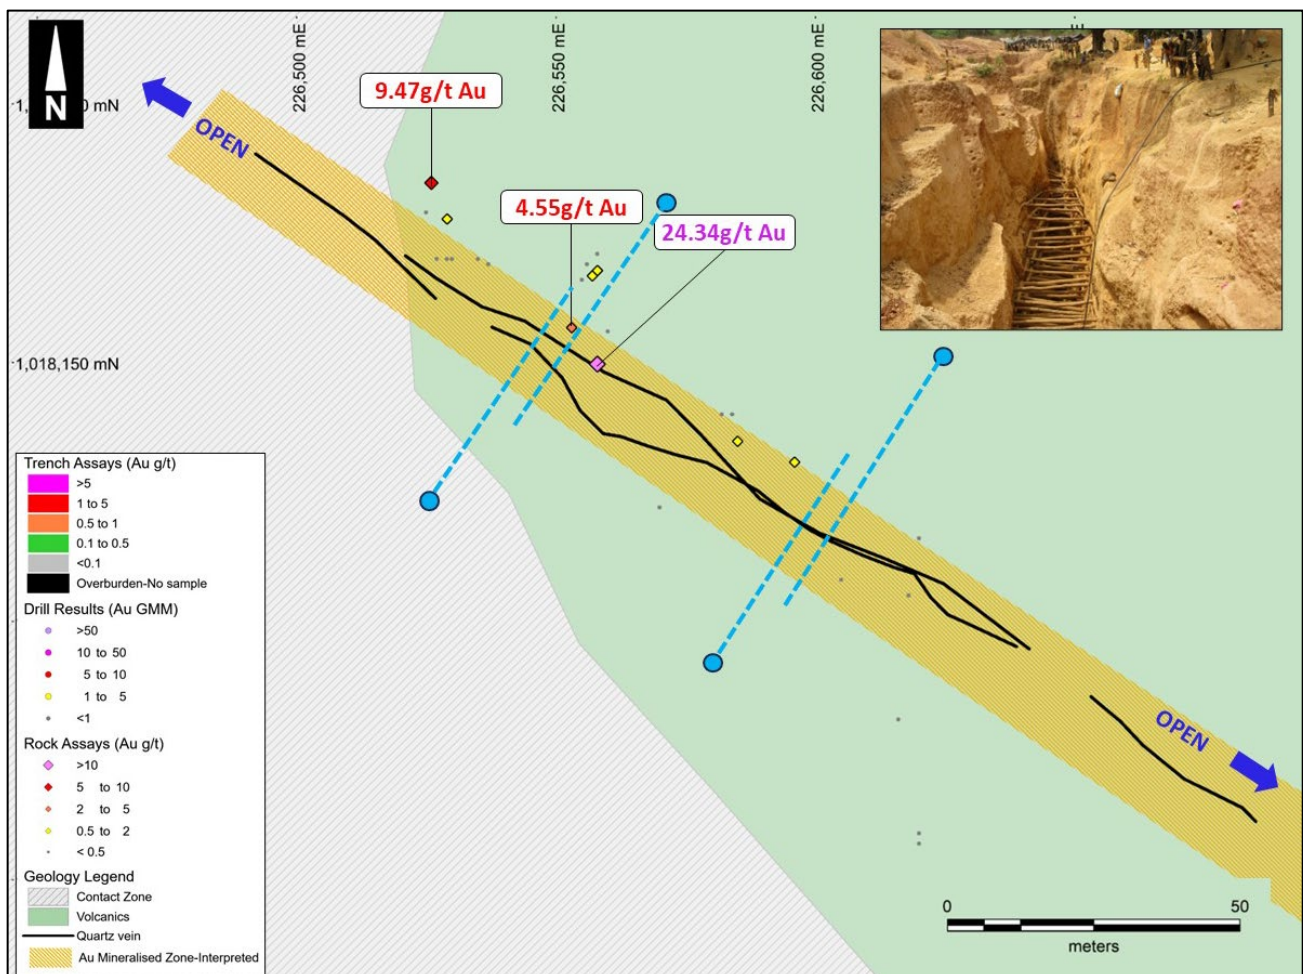 226,500 mE
226,550 mE
226,600 mE
N
OPEN
9.47g/t Au
4.55g/t Au
24.34g/t Au
1,018,150 mN
OPEN
Trench Assays (Au g/t)
>5
1 to 5
0.5 to 1
0.1 to 0.5
<0.1
Overburden-No sample
Drill Results (Au GMM)
>50
10 to 50
5 to 10
1 to 5
<1
Rock Assays (Au g/t)
>10
5 to 10
2 to 5
0.5 to 2
< 0.5
Geology Legend
Contact Zone
Volcanics
Quartz vein
Au Mineralised Zone-Interpreted
0 50
meters